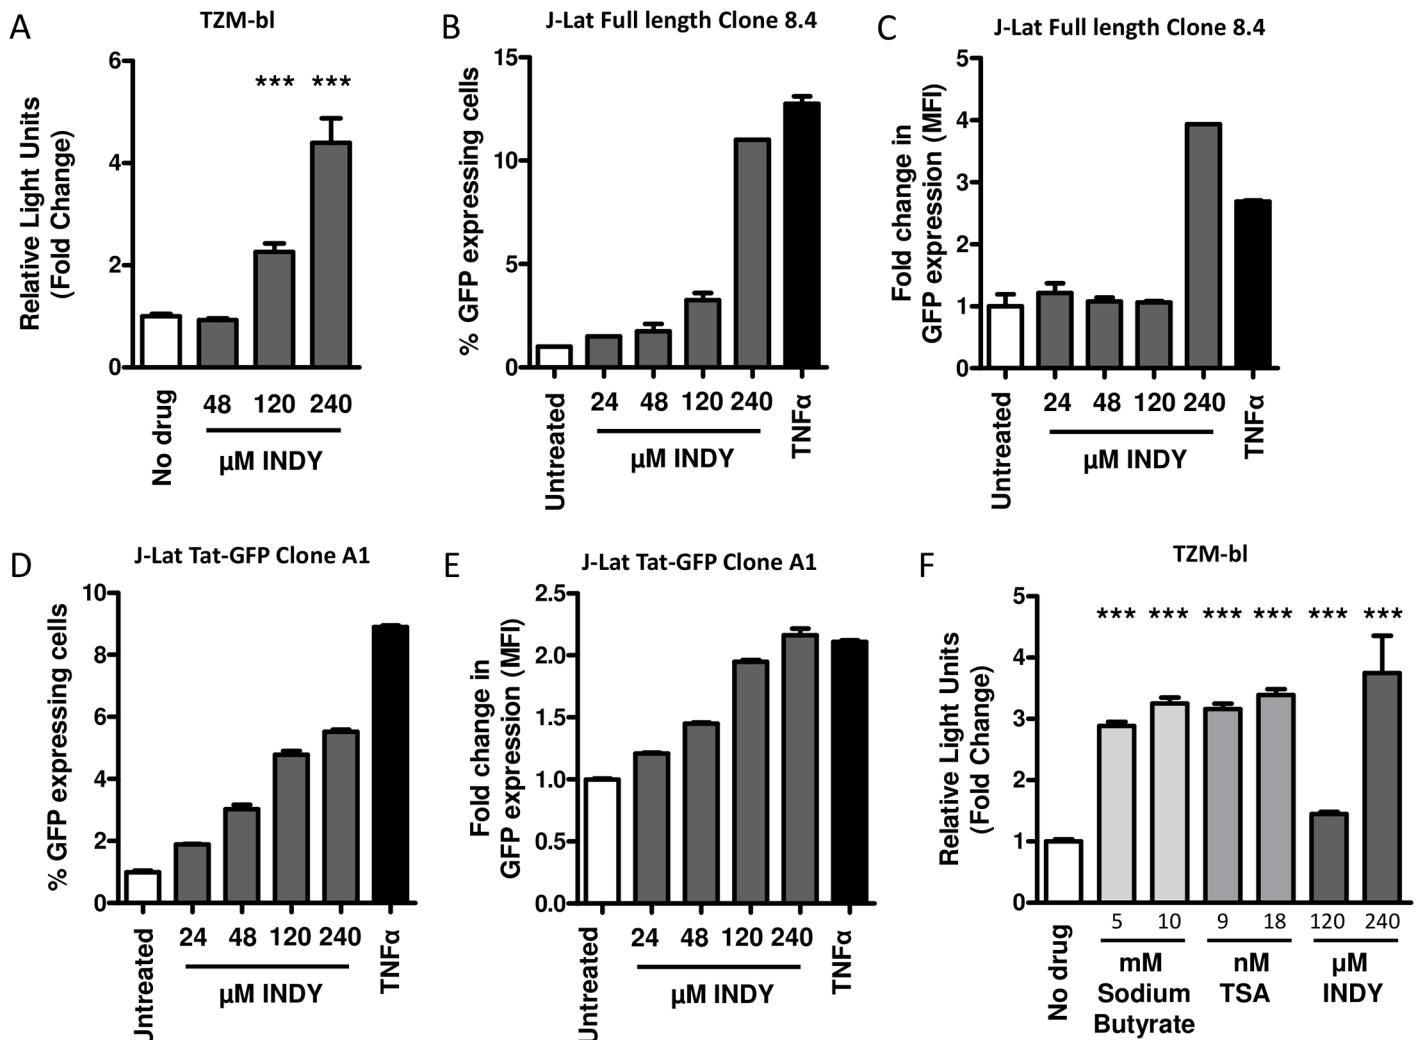 A
TZM-bl
Relative Light Units
(Fold Change)
6
4
2
0
*** ***
No drug
48 120 240
µM INDY
B
J-Lat Full length Clone 8.4
% GFP expressing cells
15
10
5
0
Untreated
24 48 120 240
TNFα
µM INDY
C
J-Lat Full length Clone 8.4
Fold change in
GFP expression (MFI)
5
4
3
2
1
0
Untreated
24 48 120 240
TNFα
µM INDY
D
J-Lat Tat-GFP Clone A1
% GFP expressing cells
10
8
6
4
2
0
Untreated
24 48 120 240
TNFα
µM INDY
E
J-Lat Tat-GFP Clone A1
Fold change in
GFP expression (MFI)
2.5
2.0
1.5
1.0
0.5
0.0
Untreated
24 48 120 240
TNFα
µM INDY
F
TZM-bl
Relative Light Units
(Fold Change)
5
4
3
2
1
0
*** *** *** *** *** ***
No drug
5 10 9 18 120 240
mM
Sodium
Butyrate
nM
TSA
µM
INDY